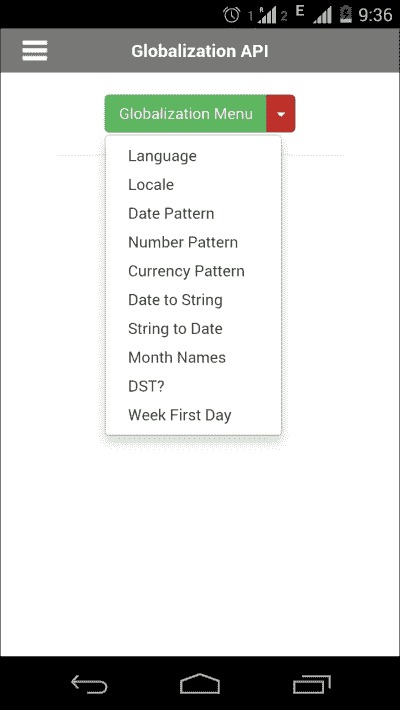 1 R 2 E 9:36
Globalization API
Globalization Menu
Language
Locale
Date Pattern
Number Pattern
Currency Pattern
Date to String
String to Date
Month Names
DST?
Week First Day